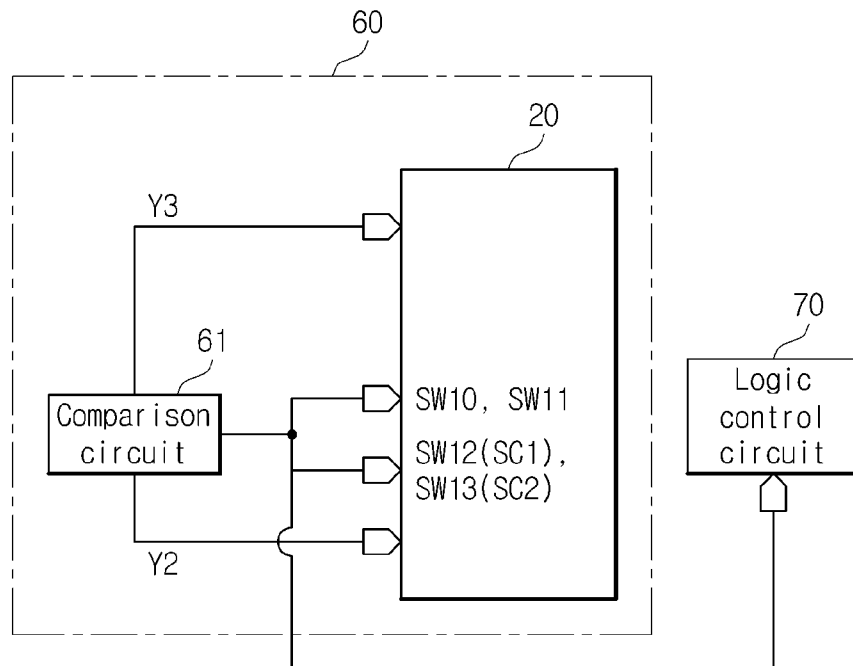 60
20
Y3
61
Comparison
circuit
SW10, SW11
SW12(SC1),
SW13(SC2)
Y2
70
Logic
control
circuit